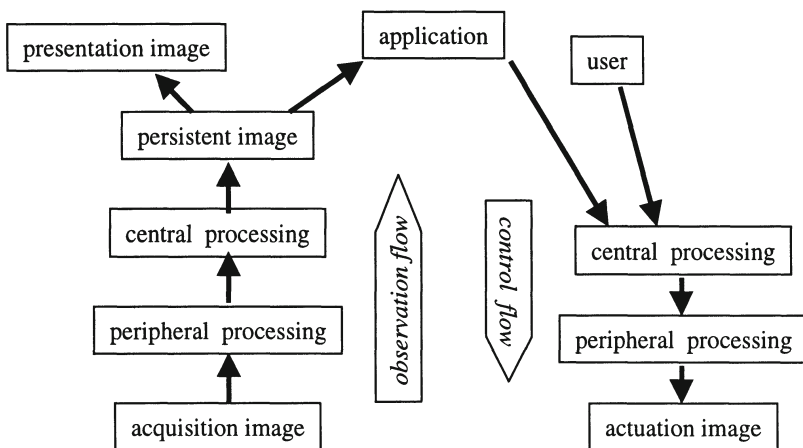 presentation image
application
user
persistent image
central processing
peripheral processing
acquisition image
observation flow
control flow
central processing
peripheral processing
actuation image